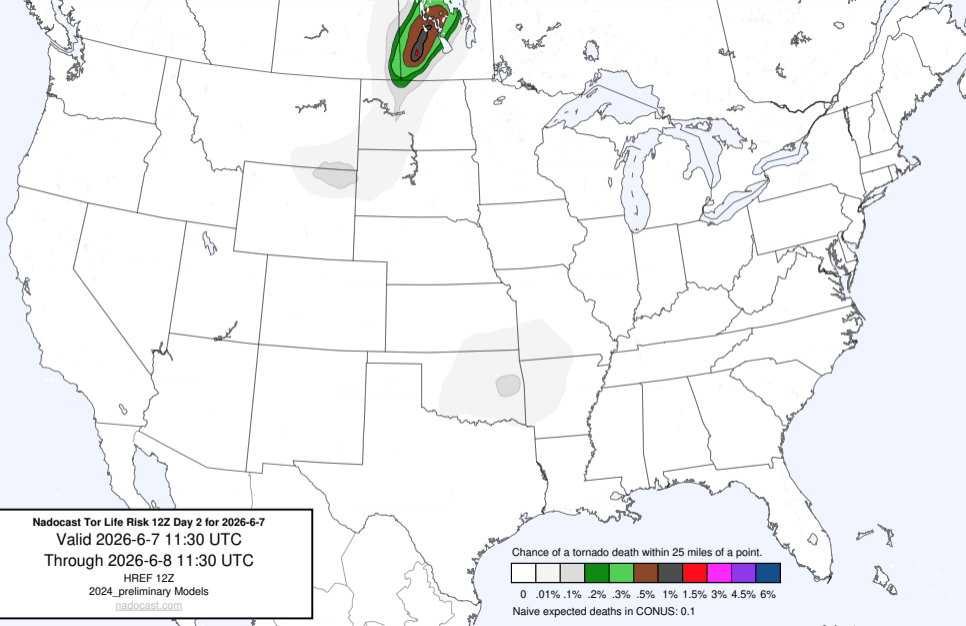 Nadocast Tor Life Risk 12Z Day 2 for 2026-6-7
Valid 2026-6-7 11:30 UTC
Through 2026-6-8 11:30 UTC
HREF 12Z
2024_preliminary Models
nadocast.com
Chance of a tornado death within 25 miles of a point.
0 .01% .1% .2% .3% .5% 1% 1.5% 3% 4.5% 6%
Naive expected deaths in CONUS: 0.1